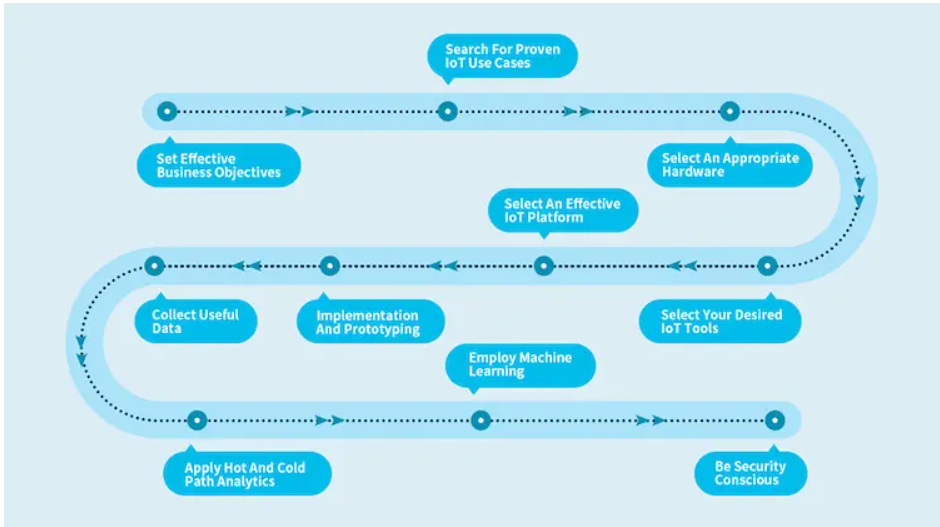 Search For Proven
IoT Use Cases
Set Effective
Business Objectives
Select An Appropriate
Hardware
Select An Effective
IoT Platform
Collect Useful
Data
Implementation
And Prototyping
Select Your Desired
IoT Tools
Employ Machine
Learning
Apply Hot And Cold
Path Analytics
Be Security
Conscious